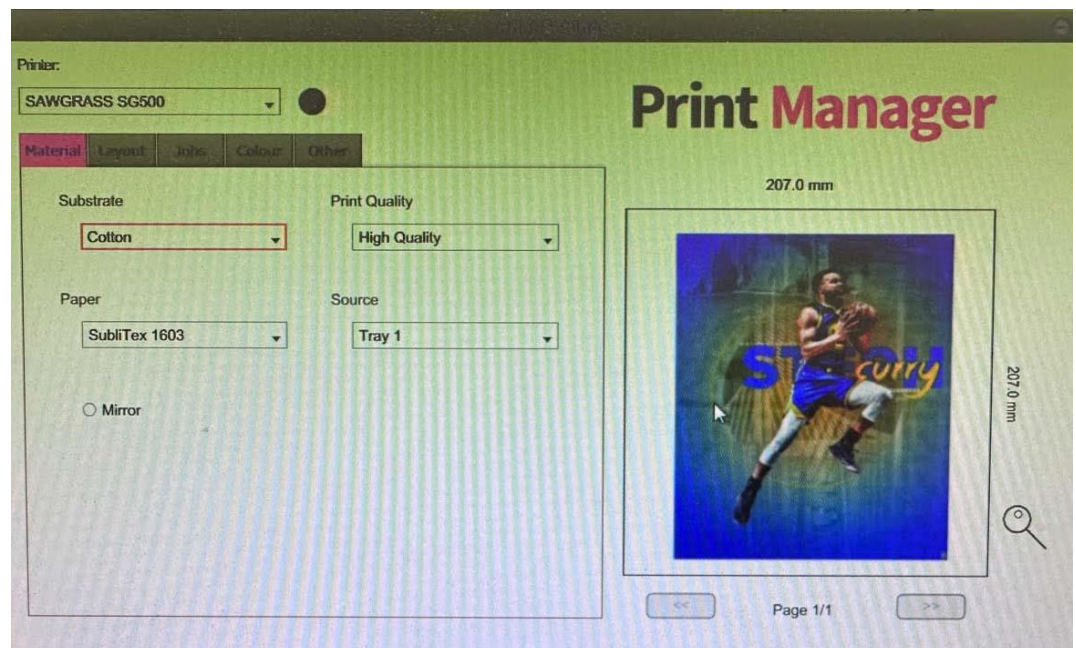 Printer:
SAWGRASS SG500
Print Manager
Material Layout Jobs Colour Other
207.0 mm
Substrate
Print Quality
Cotton
High Quality
Paper
Source
SubliTex 1603
Tray 1
Mirror
curry
207.0 mm
<< Page 1/1 >>